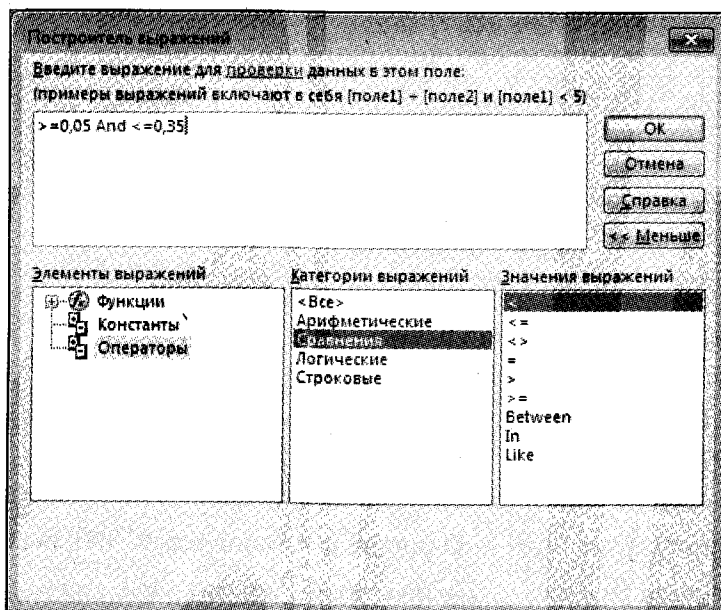 Построитель выражений
Введите выражение для проверки данных в этом поле:
(примеры выражений включают в себя [поле1] + [поле2] и [поле1] < 5)
>=0,05 And <=0,35
ОК
Отмена
Справка
<< Меньше
Элементы выражений
Функции
Константы
Операторы
Категории выражений
<Все>
Арифметические
Сравнения
Логические
Строковые
Значения выражений
<
<=
<>
=
>
>=
Between
In
Like